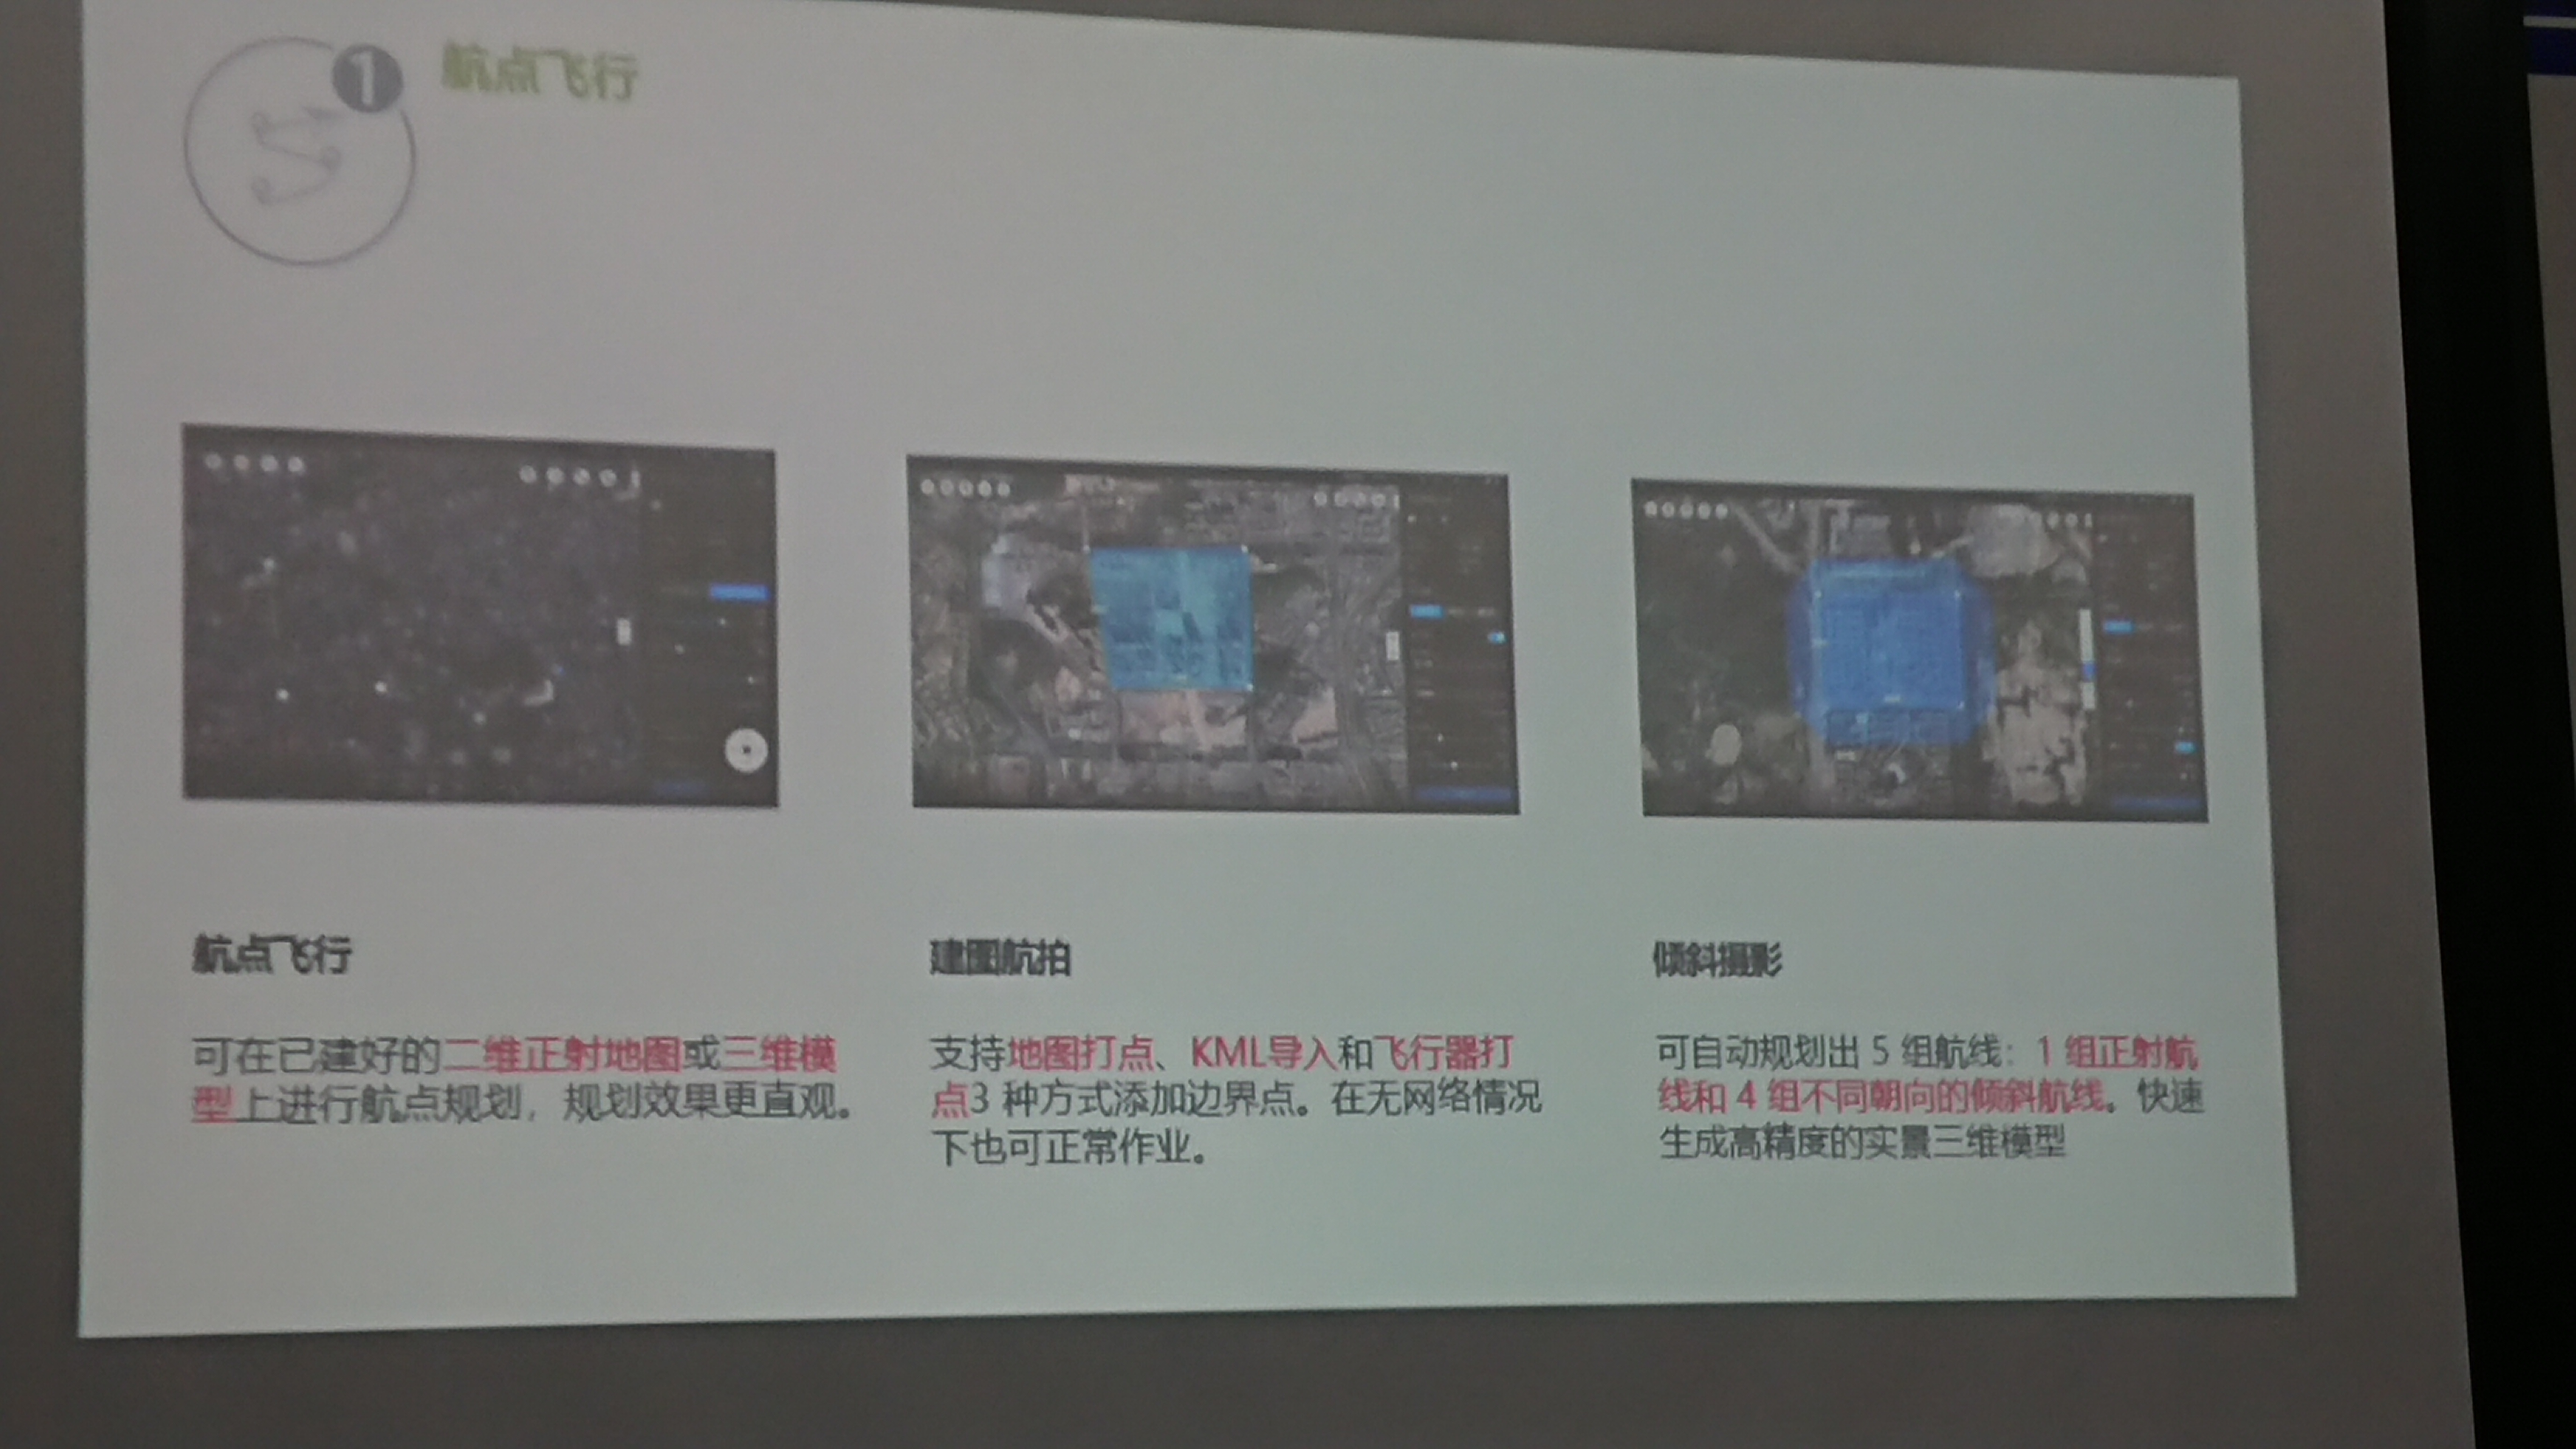 1
航点飞行
航点飞行
可在已建好的二维正射地图或三维模
型上进行航点规划，规划效果更直观。
建图航拍
支持地图打点、KML导入和飞行器打
点3 种方式添加边界点。在无网络情况
下也可正常作业。
倾斜摄影
可自动规划出 5 组航线：1 组正射航
线和 4 组不同朝向的倾斜航线。快速
生成高精度的实景三维模型